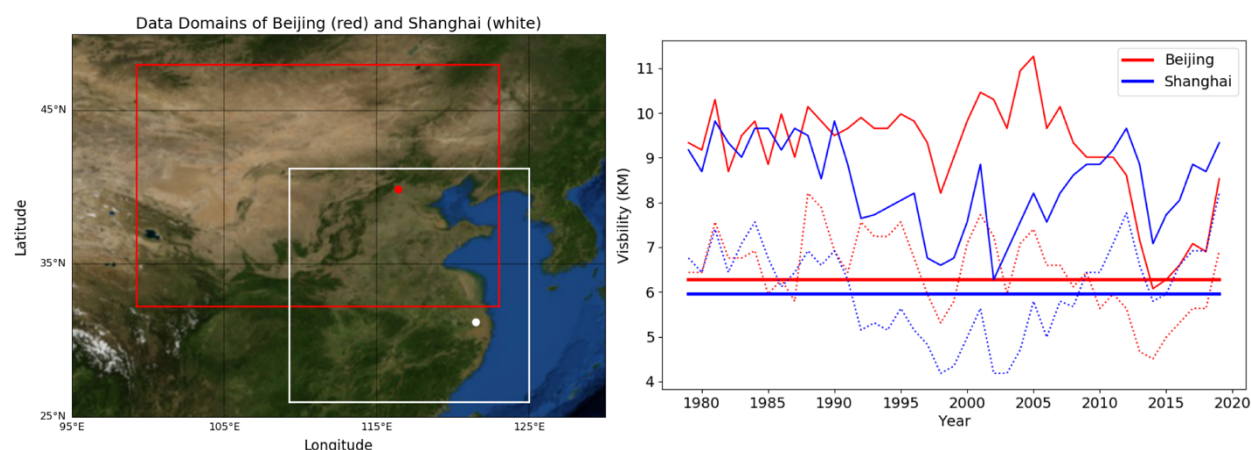 Data Domains of Beijing (red) and Shanghai (white)
45°N
35°N
25°N
95°E
105°E
115°E
125°E
Latitude
Longitude
11
10
9
8
7
6
5
4
Visbility (KM)
Beijing
Shanghai
1980
1985
1990
1995
2000
2005
2010
2015
2020
Year